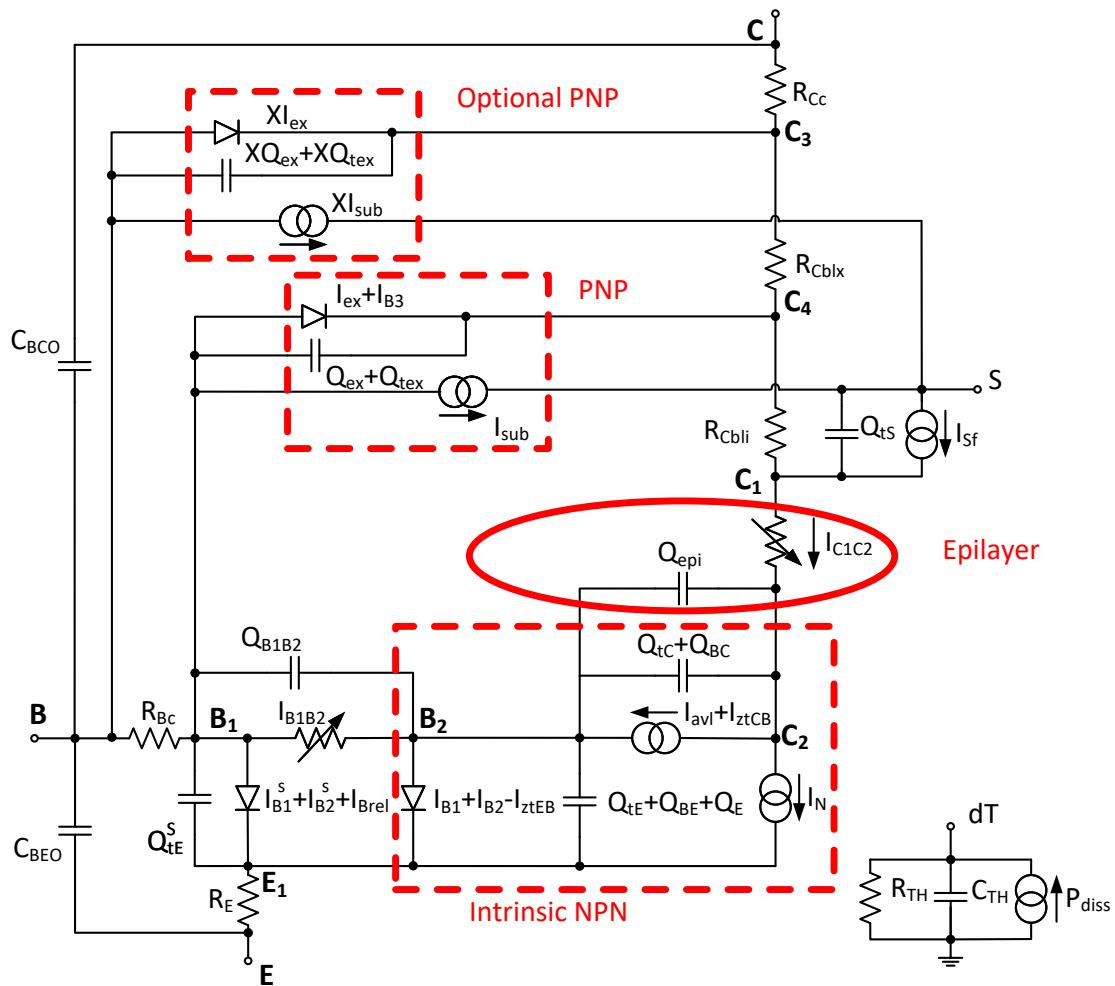 C
R_Cc
Optional PNP
XI_ex
C_3
XQ_ex+XQ_tex
XI_sub
R_Cblx
PNP
I_ex+I_B3
C_4
C_BCO
Q_ex+Q_tex
S
I_sub
R_Cbli
Q_tS
I_Sf
C_1
I_C1C2
Epilayer
Q_epi
Q_B1B2
Q_tC+Q_BC
B
R_Bc
B_1
I_B1B2
B_2
I_avl+I_ztCB
C_2
I^s_B1+I^s_B2+I_Brel
I_B1+I_B2-I_ztEB
Q_tE+Q_BE+Q_E
I_N
Q^s_tE
C_BEO
dT
E_1
R_E
R_TH
C_TH
P_diss
Intrinsic NPN
E